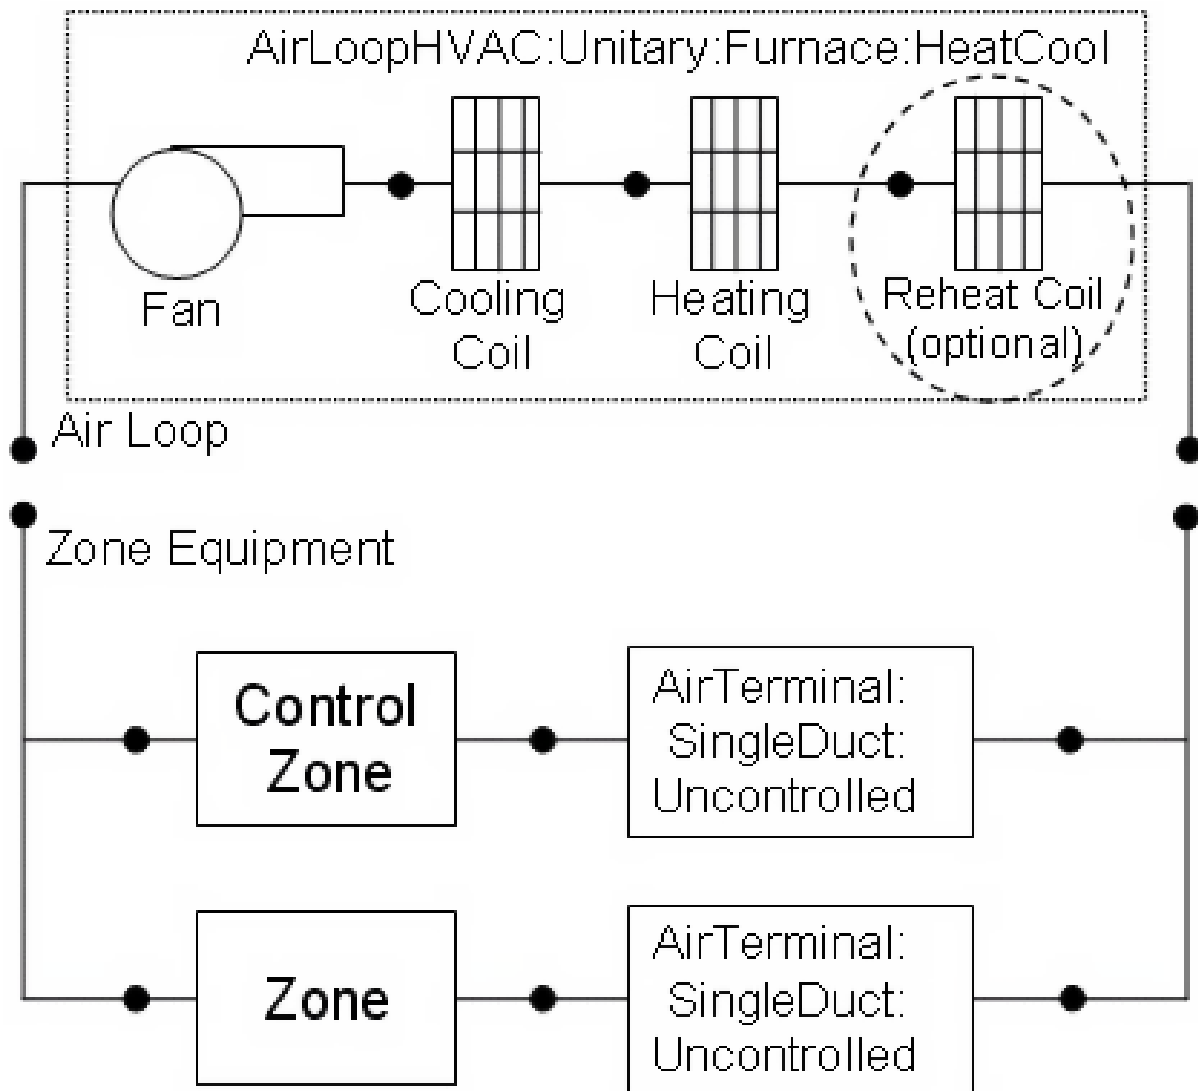 AirLoopHVAC:Unitary:Furnace:HeatCool
Fan
Cooling
Coil
Heating
Coil
Reheat Coil
(optional)
Air Loop
Zone Equipment
Control
Zone
AirTerminal:
SingleDuct:
Uncontrolled
Zone
AirTerminal:
SingleDuct:
Uncontrolled